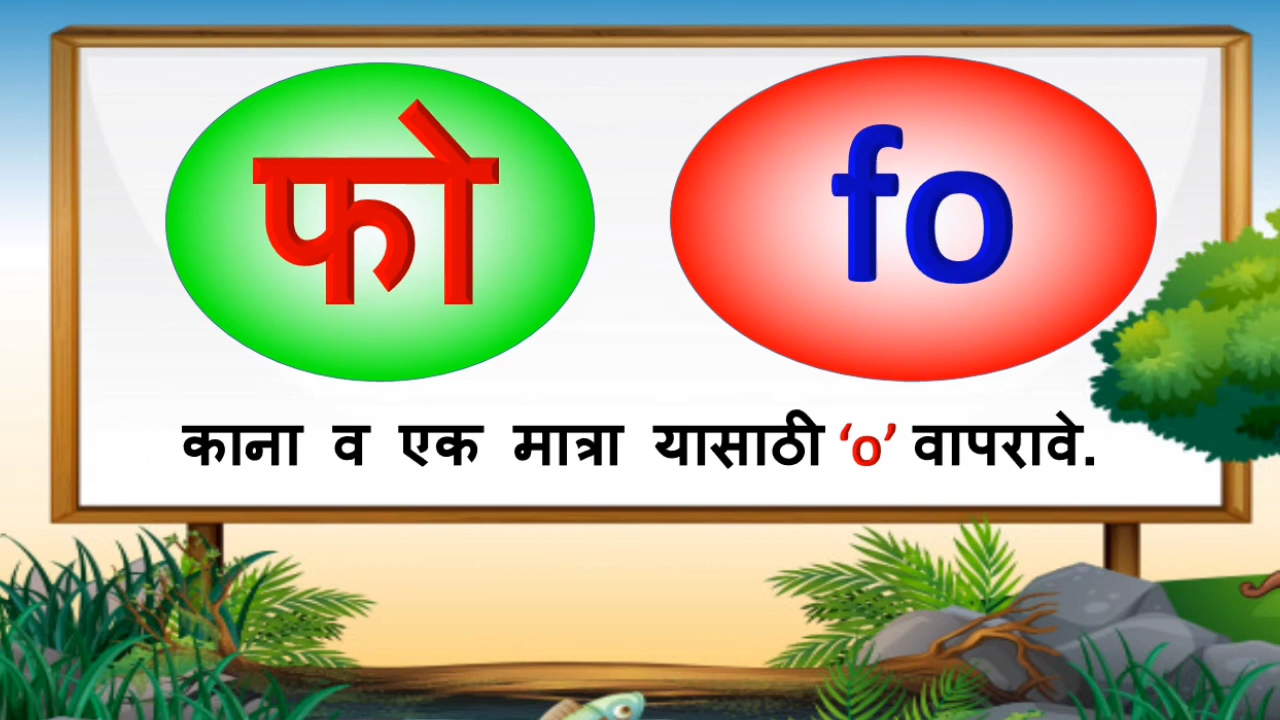 फो fo
काना व एक मात्रा यासाठी ‘o’ वापरावे.